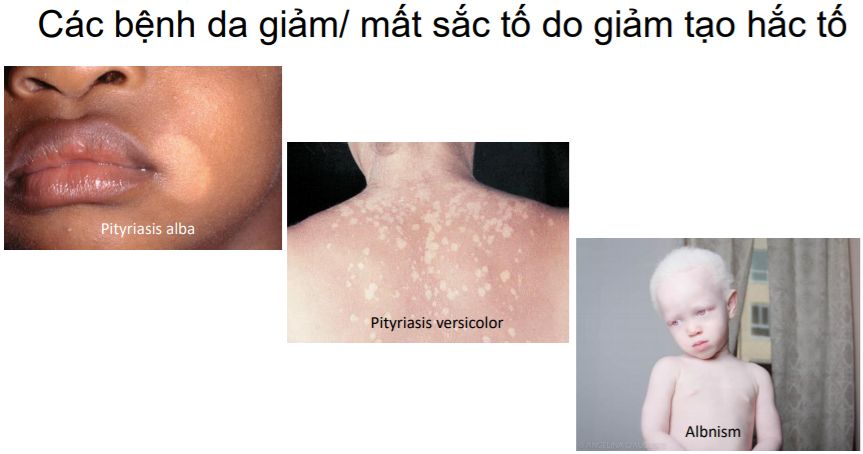 Các bệnh da giảm/ mất sắc tố do giảm tạo hắc tố
Pityriasis alba
Pityriasis versicolor
Albnism